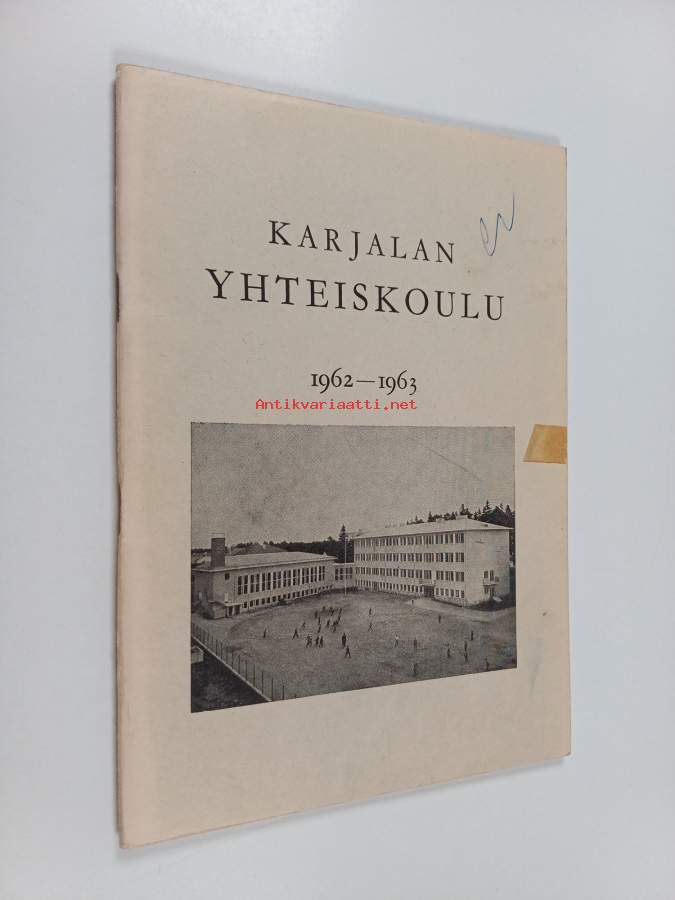 KARJALAN
YHTEISKOULU
1962—1963
Antikvariaatti.net